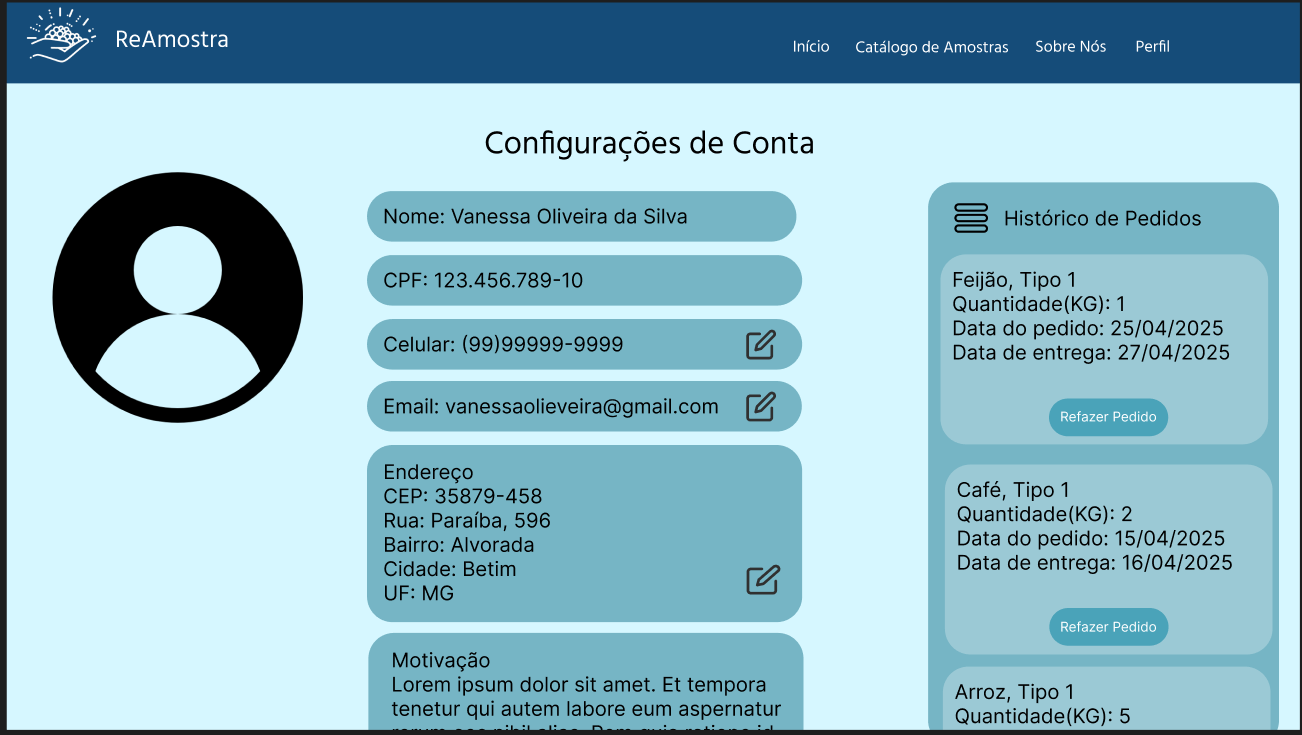 ReAmostra
Início
Catálogo de Amostras
Sobre Nós
Perfil
Configurações de Conta
Nome: Vanessa Oliveira da Silva
CPF: 123.456.789-10
Celular: (99)99999-9999
Email: vanessaolieveira@gmail.com
Endereço
CEP: 35879-458
Rua: Paraíba, 596
Bairro: Alvorada
Cidade: Betim
UF: MG
Motivação
Lorem ipsum dolor sit amet. Et tempora
tenetur qui autem labore eum aspernatur
Histórico de Pedidos
Feijão, Tipo 1
Quantidade(KG): 1
Data do pedido: 25/04/2025
Data de entrega: 27/04/2025
Refazer Pedido
Café, Tipo 1
Quantidade(KG): 2
Data do pedido: 15/04/2025
Data de entrega: 16/04/2025
Refazer Pedido
Arroz, Tipo 1
Quantidade(KG): 5